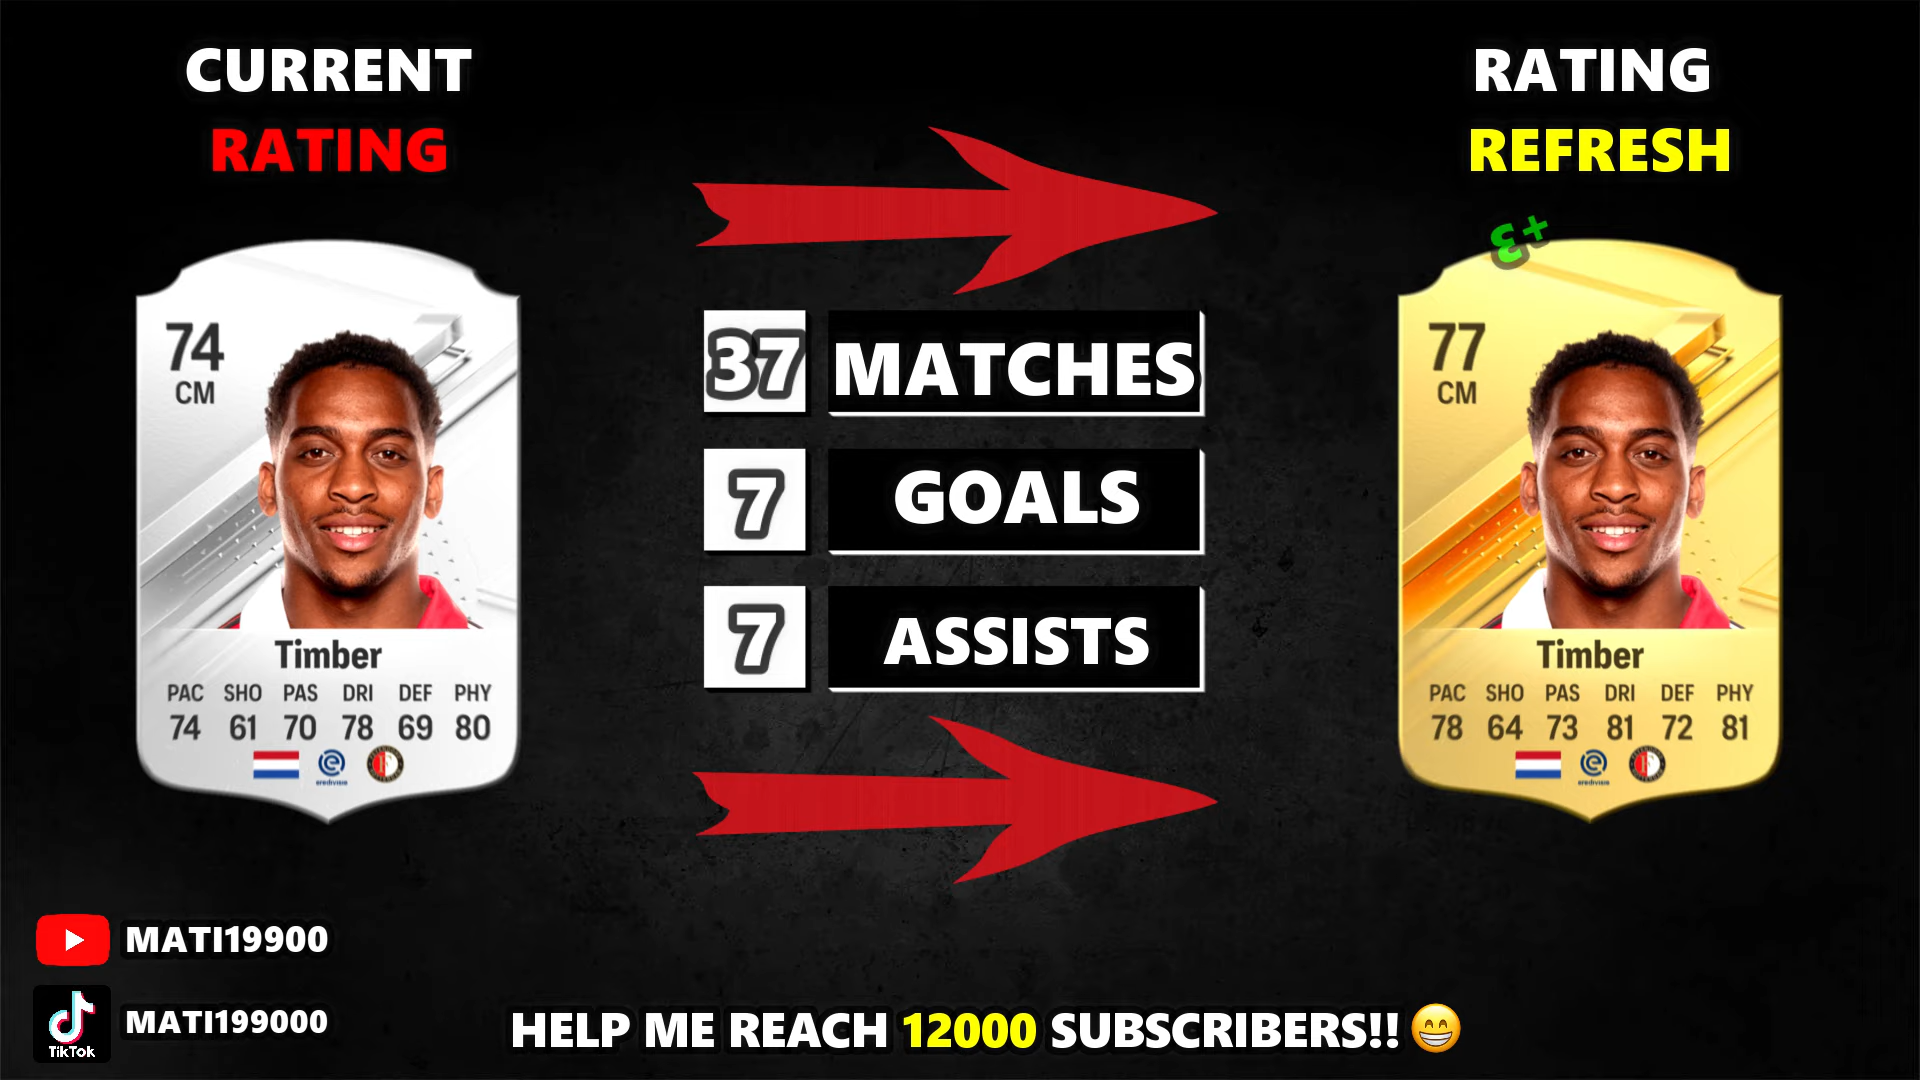 CURRENT
RATING
RATING
REFRESH
+3
74
CM
Timber
PAC SHO PAS DRI DEF PHY
74 61 70 78 69 80
eredivisie
37 MATCHES
7 GOALS
7 ASSISTS
77
CM
Timber
PAC SHO PAS DRI DEF PHY
78 64 73 81 72 81
eredivisie
MATI19900
TikTok
MATI199000
HELP ME REACH 12000 SUBSCRIBERS!!